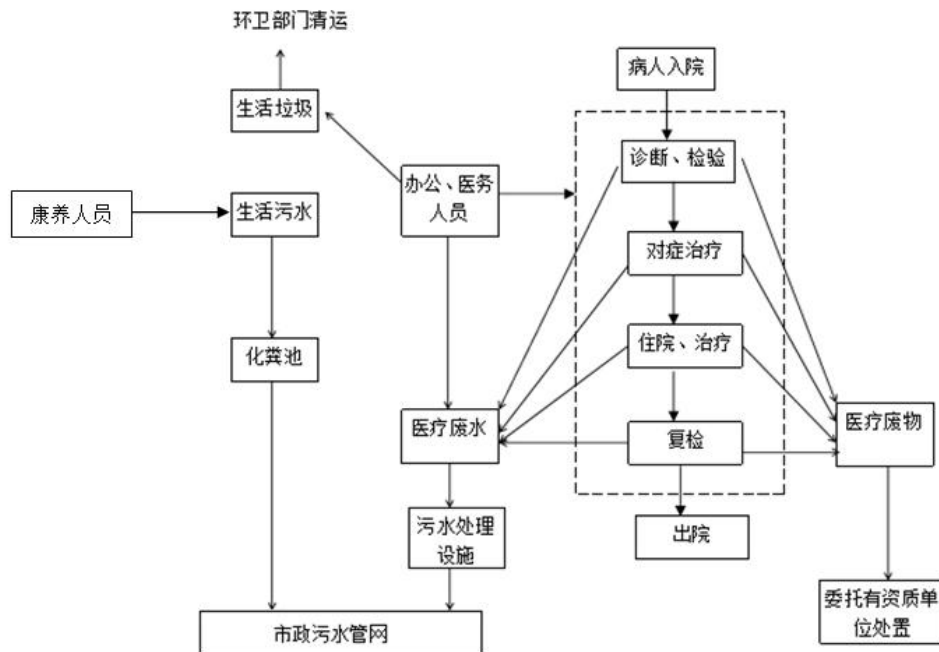 环卫部门清运
病人入院
生活垃圾
诊断、检验
办公、医务
人员
康养人员
生活污水
对症治疗
化粪池
住院、治疗
医疗废水
复检
医疗废物
污水处理
设施
出院
市政污水管网
委托有资质单
位处置